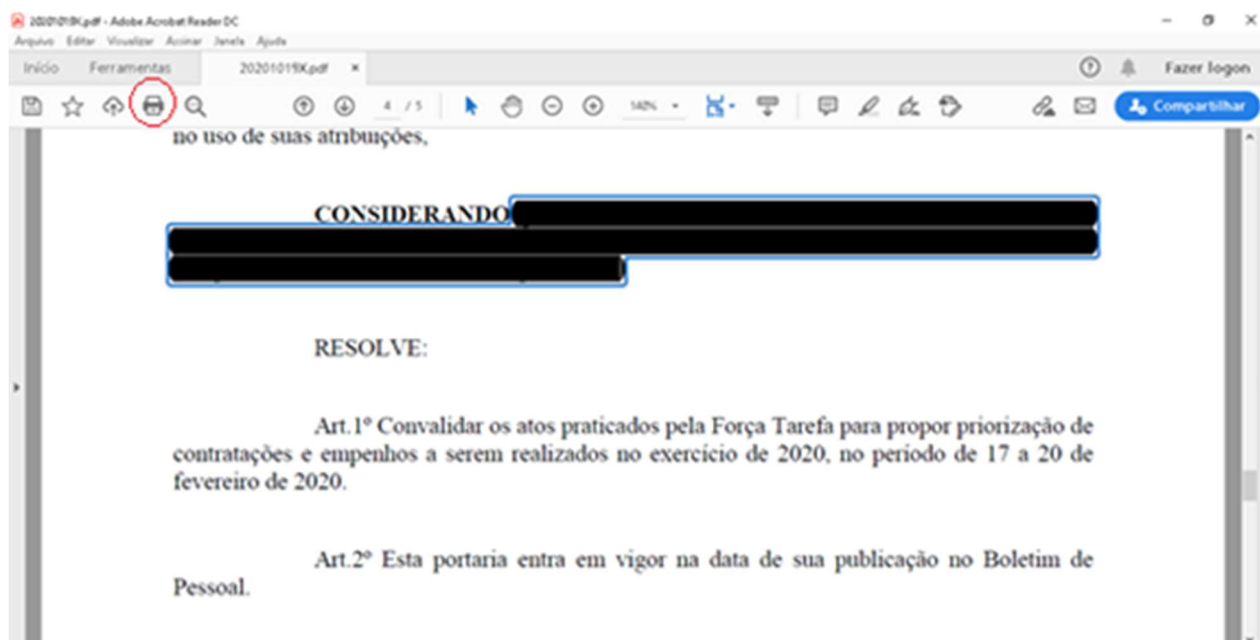 20201019K.pdf - Adobe Acrobat Reader DC
Arquivo Editar Visualizar Assinar Janela Ajuda
Início Ferramentas 20201019K.pdf × Fazer logon
4 / 5 140% Compartilhar
no uso de suas atribuições,
CONSIDERANDO
RESOLVE:
Art.1º Convalidar os atos praticados pela Força Tarefa para propor priorização de
contratações e empenhos a serem realizados no exercício de 2020, no período de 17 a 20 de
fevereiro de 2020.
Art.2º Esta portaria entra em vigor na data de sua publicação no Boletim de
Pessoal.